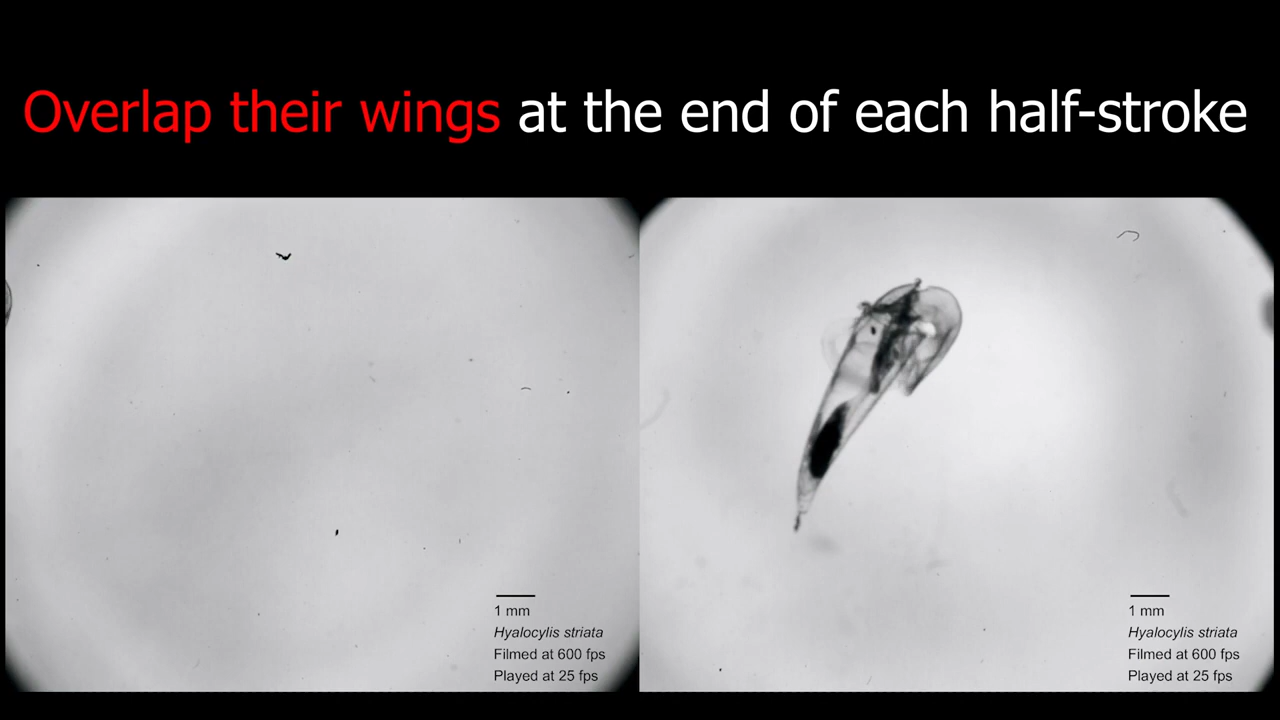 Overlap their wings at the end of each half-stroke
1 mm
Hyalocylis striata
Filmed at 600 fps
Played at 25 fps
1 mm
Hyalocylis striata
Filmed at 600 fps
Played at 25 fps